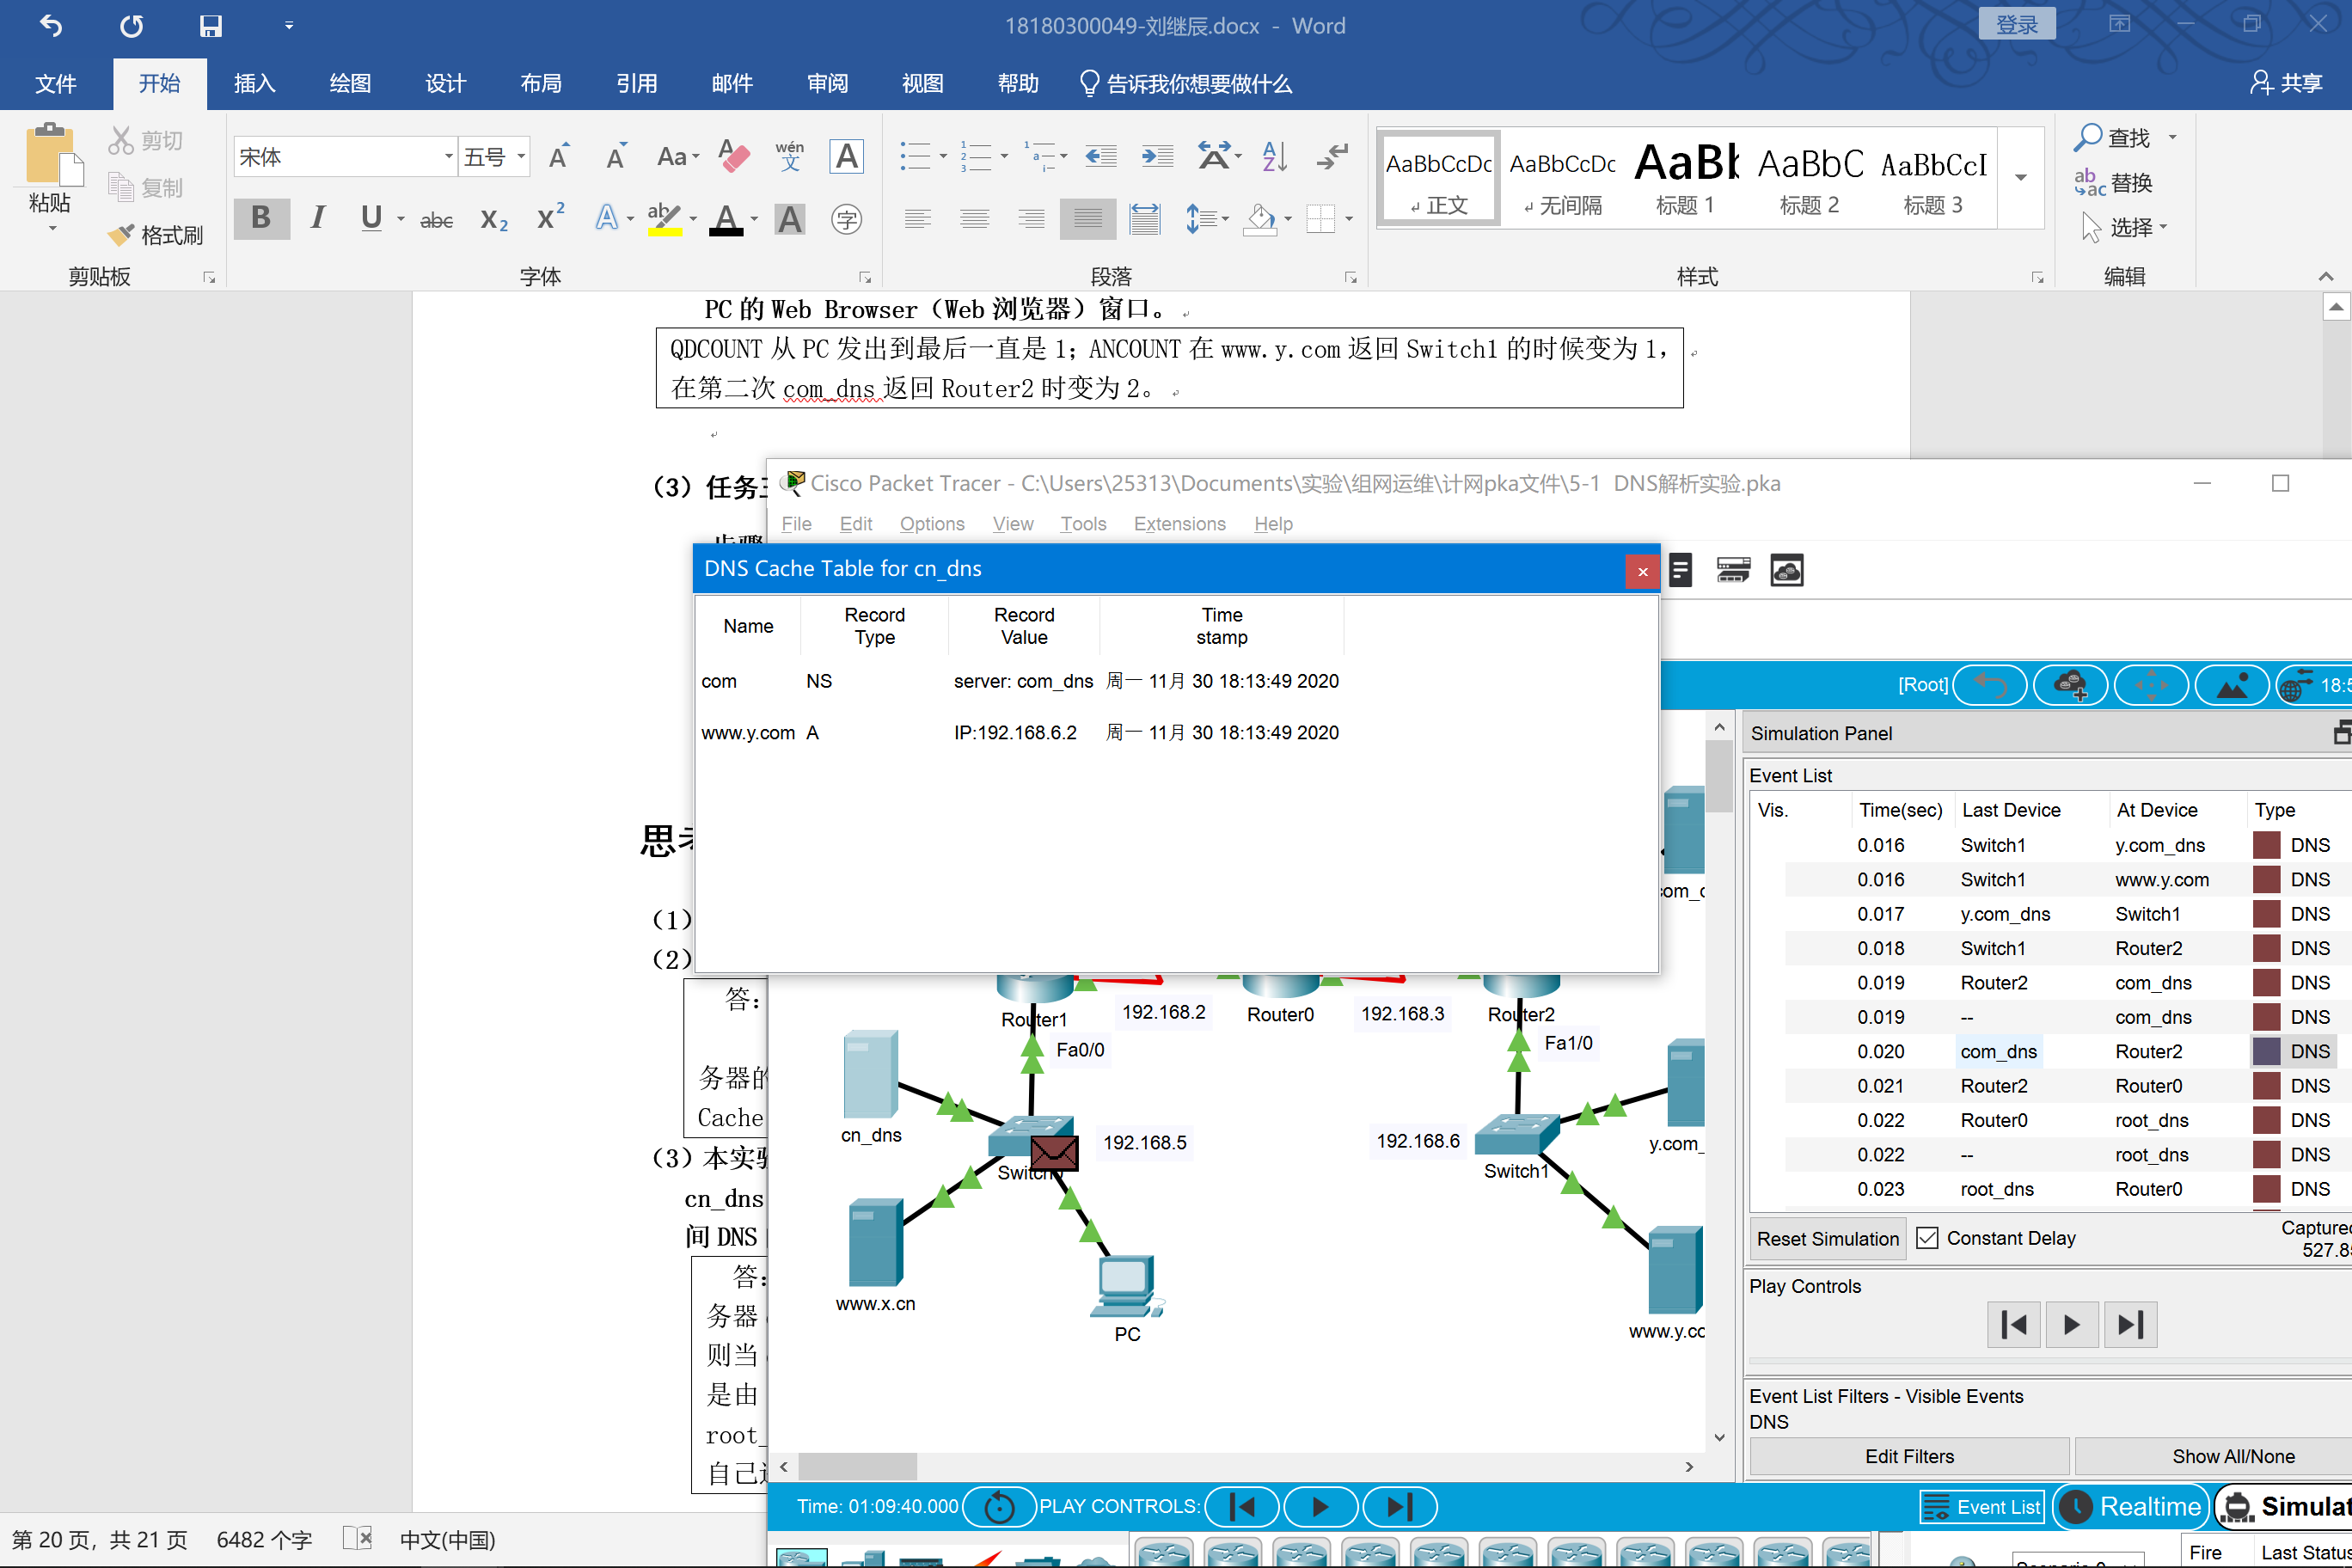 18180300049-刘继辰.docx - Word
登录
文件 开始 插入 绘图 设计 布局 引用 邮件 审阅 视图 帮助 告诉我你想要做什么 共享
粘贴
剪切
复制
格式刷
剪贴板
宋体 五号
字体
段落
AaBbCcDc 正文
AaBbCcDc 无间隔
标题 1
AaBbC 标题 2
AaBbCcI 标题 3
样式
查找
替换
选择
编辑
PC 的 Web Browser（Web 浏览器）窗口。
QDCOUNT 从 PC 发出到最后一直是 1；ANCOUNT 在 www.y.com 返回 Switch1 的时候变为 1，
在第二次 com_dns 返回 Router2 时变为 2。
（3）任务
Cisco Packet Tracer - C:\Users\25313\Documents\实验\组网运维\计网pka文件\5-1 DNS解析实验.pka
File Edit Options View Tools Extensions Help
DNS Cache Table for cn_dns
Name Record Type Record Value Time stamp
com NS server: com_dns 周一 11月 30 18:13:49 2020
www.y.com A IP:192.168.6.2 周一 11月 30 18:13:49 2020
思
（1）
（2）
答：
务器的
Cache
（3）本实验
cn_dns
间 DNS
答：
务器
则当
是由
root_
自己
[Root]
Router1
192.168.2
Router0
192.168.3
Router2
Fa0/0
Fa1/0
cn_dns
192.168.5
192.168.6
Switch1
y.com_
www.x.cn
PC
Simulation Panel
Event List
Vis. Time(sec) Last Device At Device Type
0.016 Switch1 y.com_dns DNS
0.016 Switch1 www.y.com DNS
0.017 y.com_dns Switch1 DNS
0.018 Switch1 Router2 DNS
0.019 Router2 com_dns DNS
0.019 -- com_dns DNS
0.020 com_dns Router2 DNS
0.021 Router2 Router0 DNS
0.022 Router0 root_dns DNS
0.022 -- root_dns DNS
0.023 root_dns Router0 DNS
Reset Simulation Constant Delay
Play Controls
Event List Filters - Visible Events
DNS
Edit Filters Show All/None
Time: 01:09:40.000 PLAY CONTROLS:
Event List Realtime
Fire
第 20 页，共 21 页 6482 个字 中文(中国)